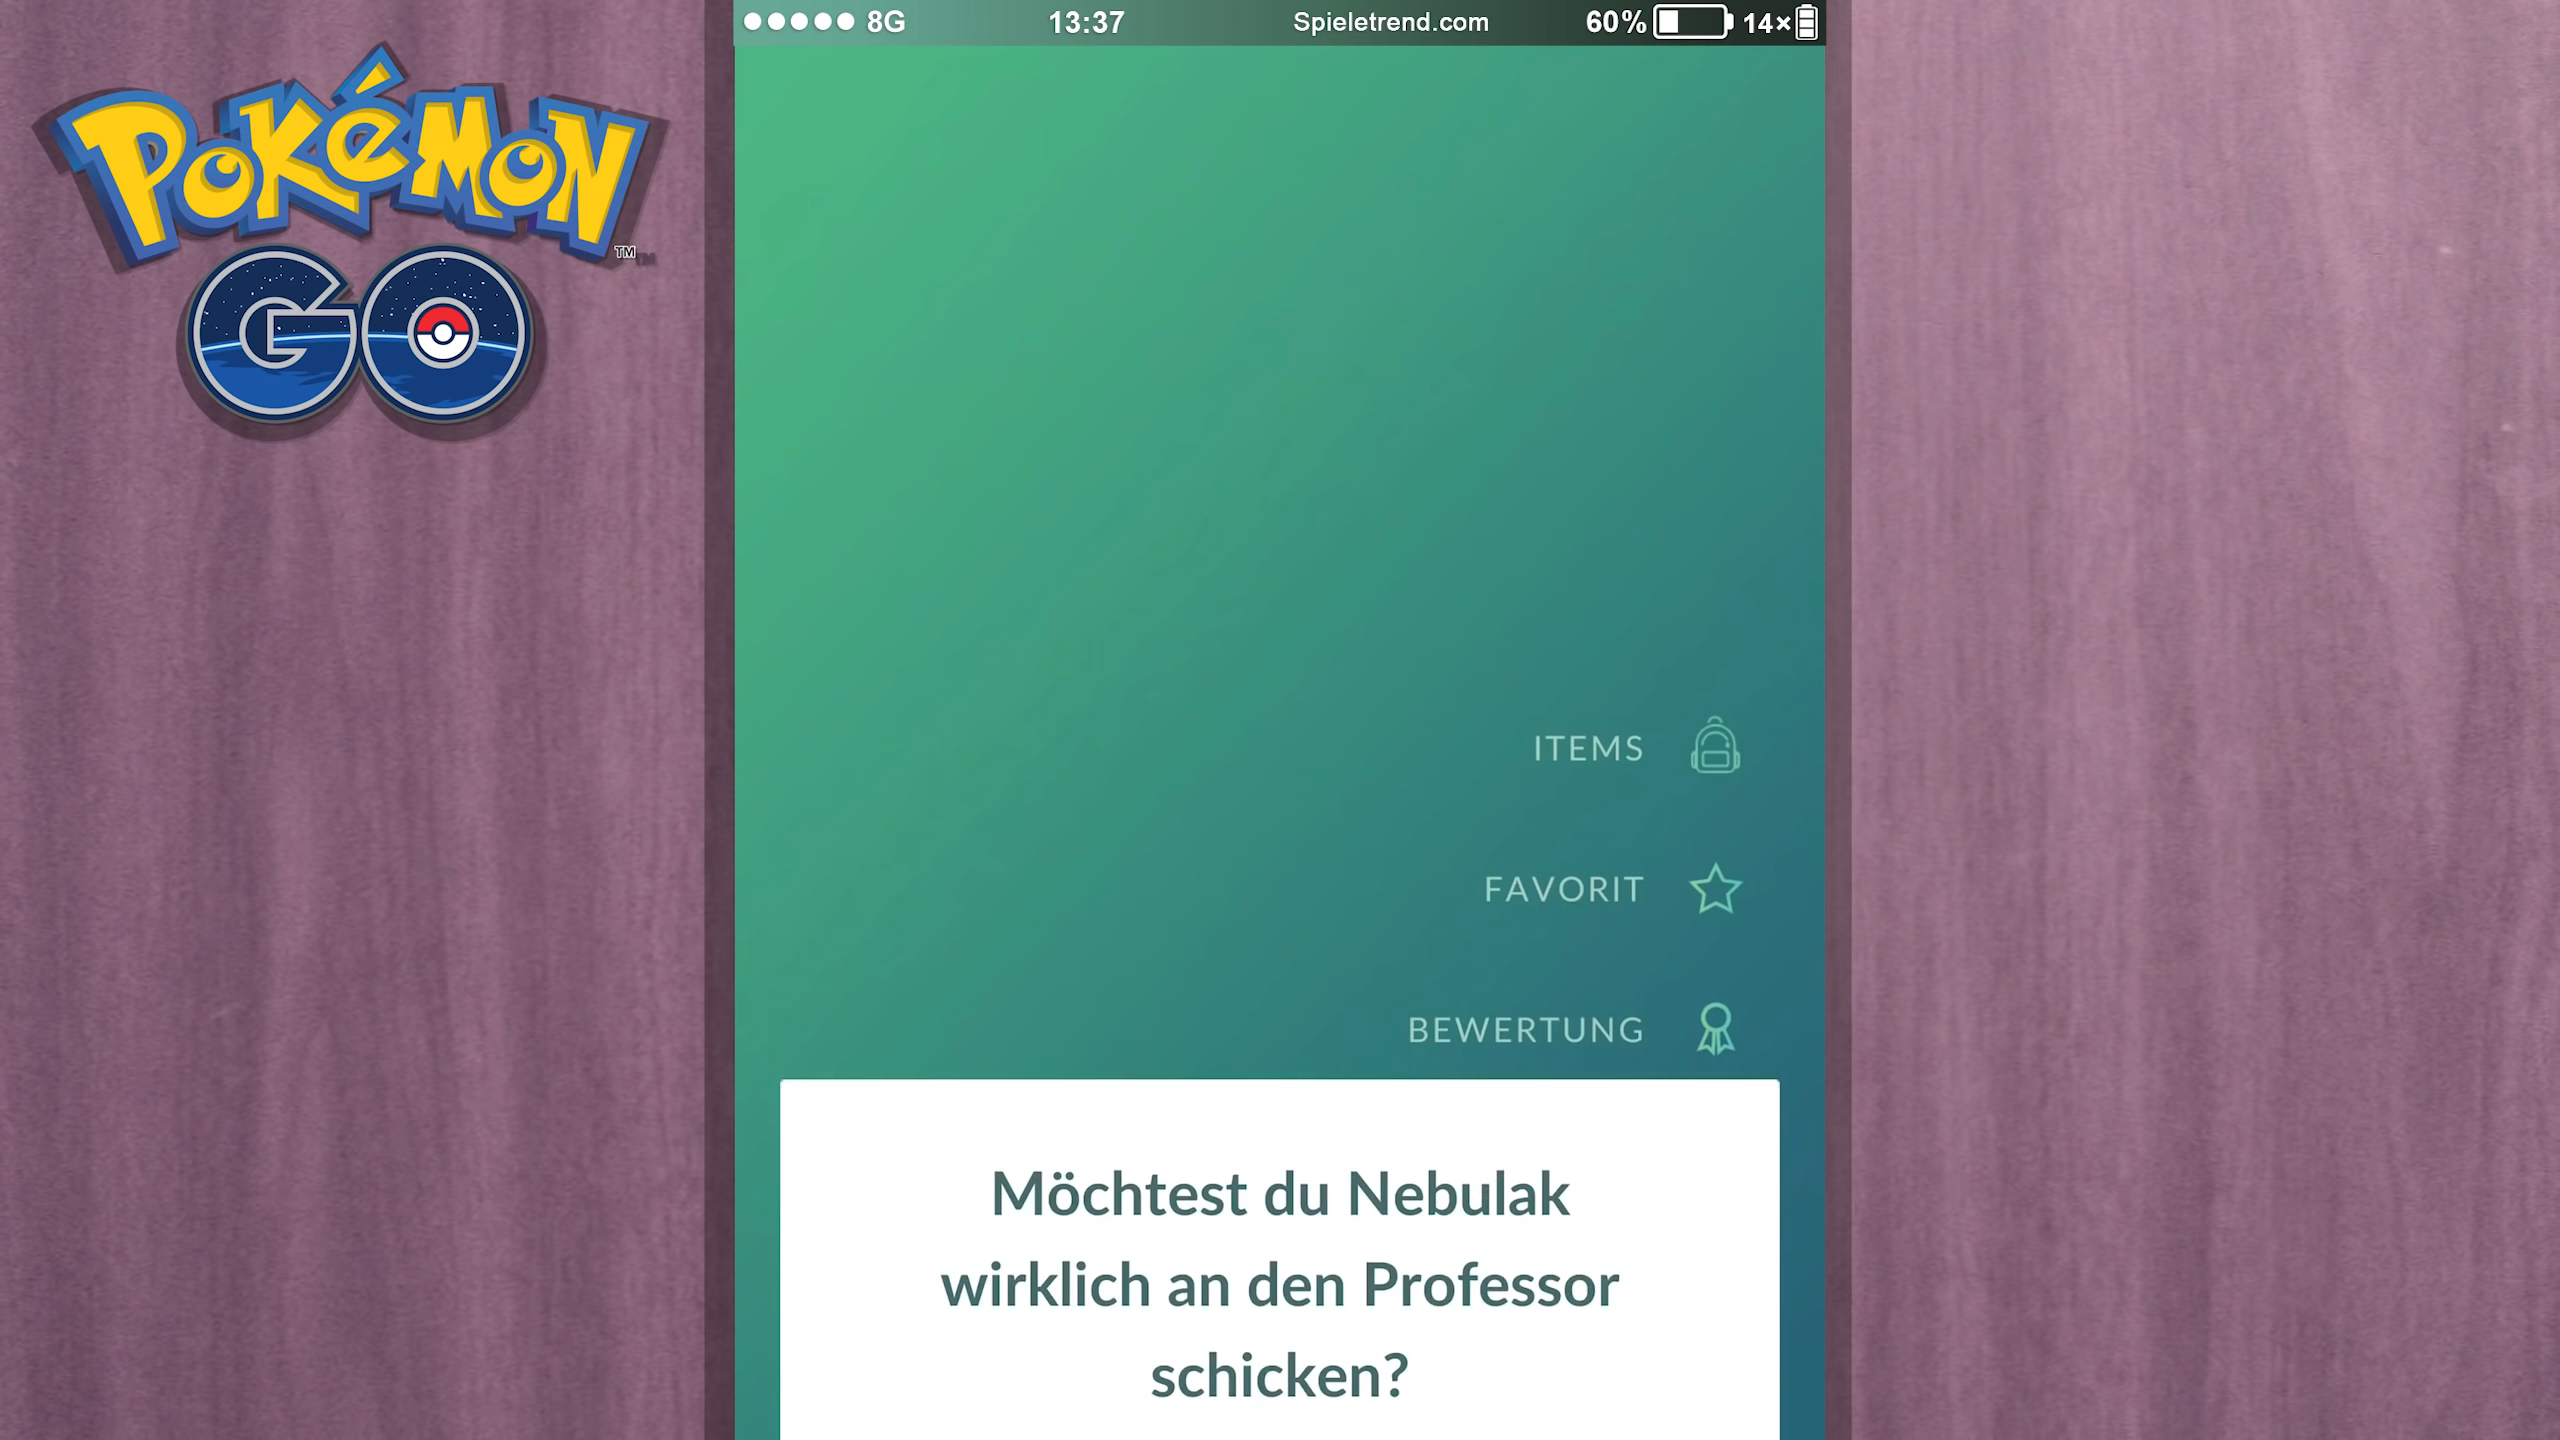 8G 13:37 Spieletrend.com 60% 14×
POKéMON
TM
GO
ITEMS
FAVORIT
BEWERTUNG
Möchtest du Nebulak
wirklich an den Professor
schicken?